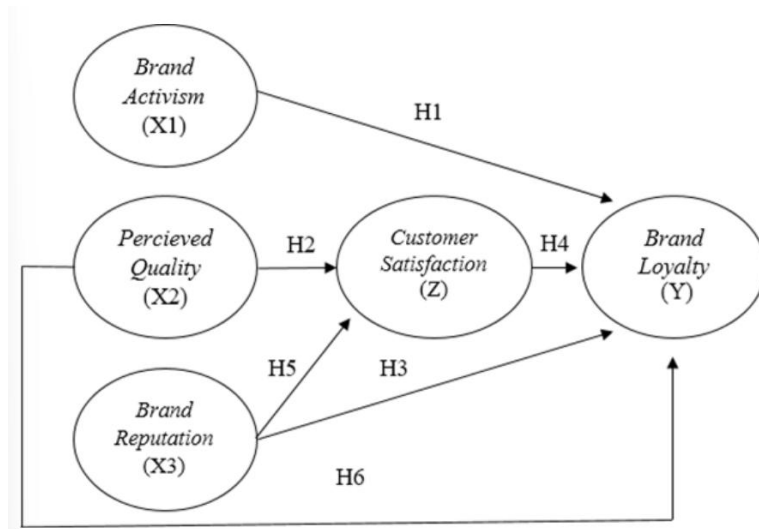 Brand
Activism
(X1)
H1
Percieved
Quality
(X2)
H2
Customer
Satisfaction
(Z)
H4
Brand
Loyalty
(Y)
H5
H3
Brand
Reputation
(X3)
H6